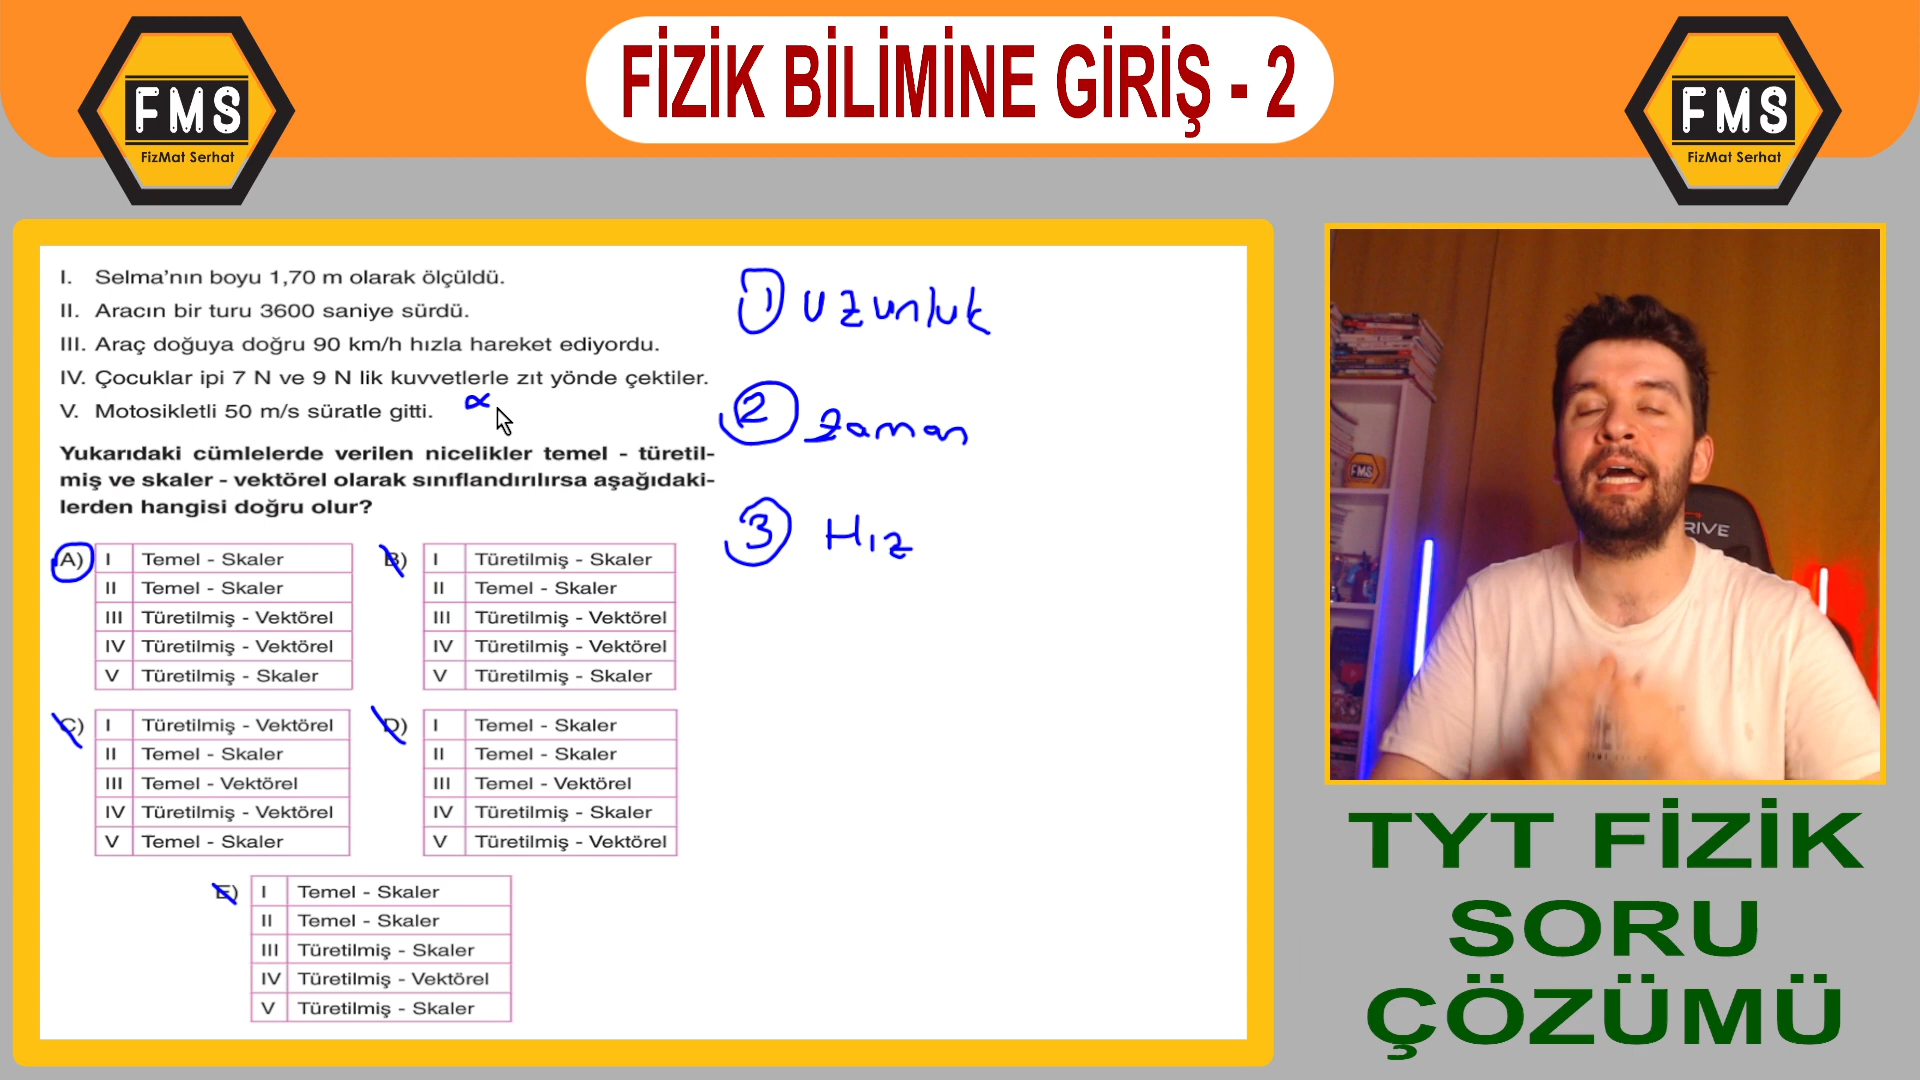 FİZİK BİLİMİNE GİRİŞ - 2
FMS
FizMat Serhat
FMS
FizMat Serhat
I. Selma'nın boyu 1,70 m olarak ölçüldü.
II. Aracın bir turu 3600 saniye sürdü.
III. Araç doğuya doğru 90 km/h hızla hareket ediyordu.
IV. Çocuklar ipi 7 N ve 9 N lik kuvvetlerle zıt yönde çektiler.
V. Motosikletli 50 m/s süratle gitti.
Yukarıdaki cümlelerde verilen nicelikler temel - türetil-
miş ve skaler - vektörel olarak sınıflandırılırsa aşağıdaki-
lerden hangisi doğru olur?
A) I Temel - Skaler
II Temel - Skaler
III Türetilmiş - Vektörel
IV Türetilmiş - Vektörel
V Türetilmiş - Skaler
B) I Türetilmiş - Skaler
II Temel - Skaler
III Türetilmiş - Vektörel
IV Türetilmiş - Vektörel
V Türetilmiş - Skaler
C) I Türetilmiş - Vektörel
II Temel - Skaler
III Temel - Vektörel
IV Türetilmiş - Vektörel
V Temel - Skaler
D) I Temel - Skaler
II Temel - Skaler
III Temel - Vektörel
IV Türetilmiş - Skaler
V Türetilmiş - Vektörel
E) I Temel - Skaler
II Temel - Skaler
III Türetilmiş - Skaler
IV Türetilmiş - Vektörel
V Türetilmiş - Skaler
1 Uzunluk
2 Zaman
3 Hız
FMS
RIVE
TYT FİZİK
SORU
ÇÖZÜMÜ